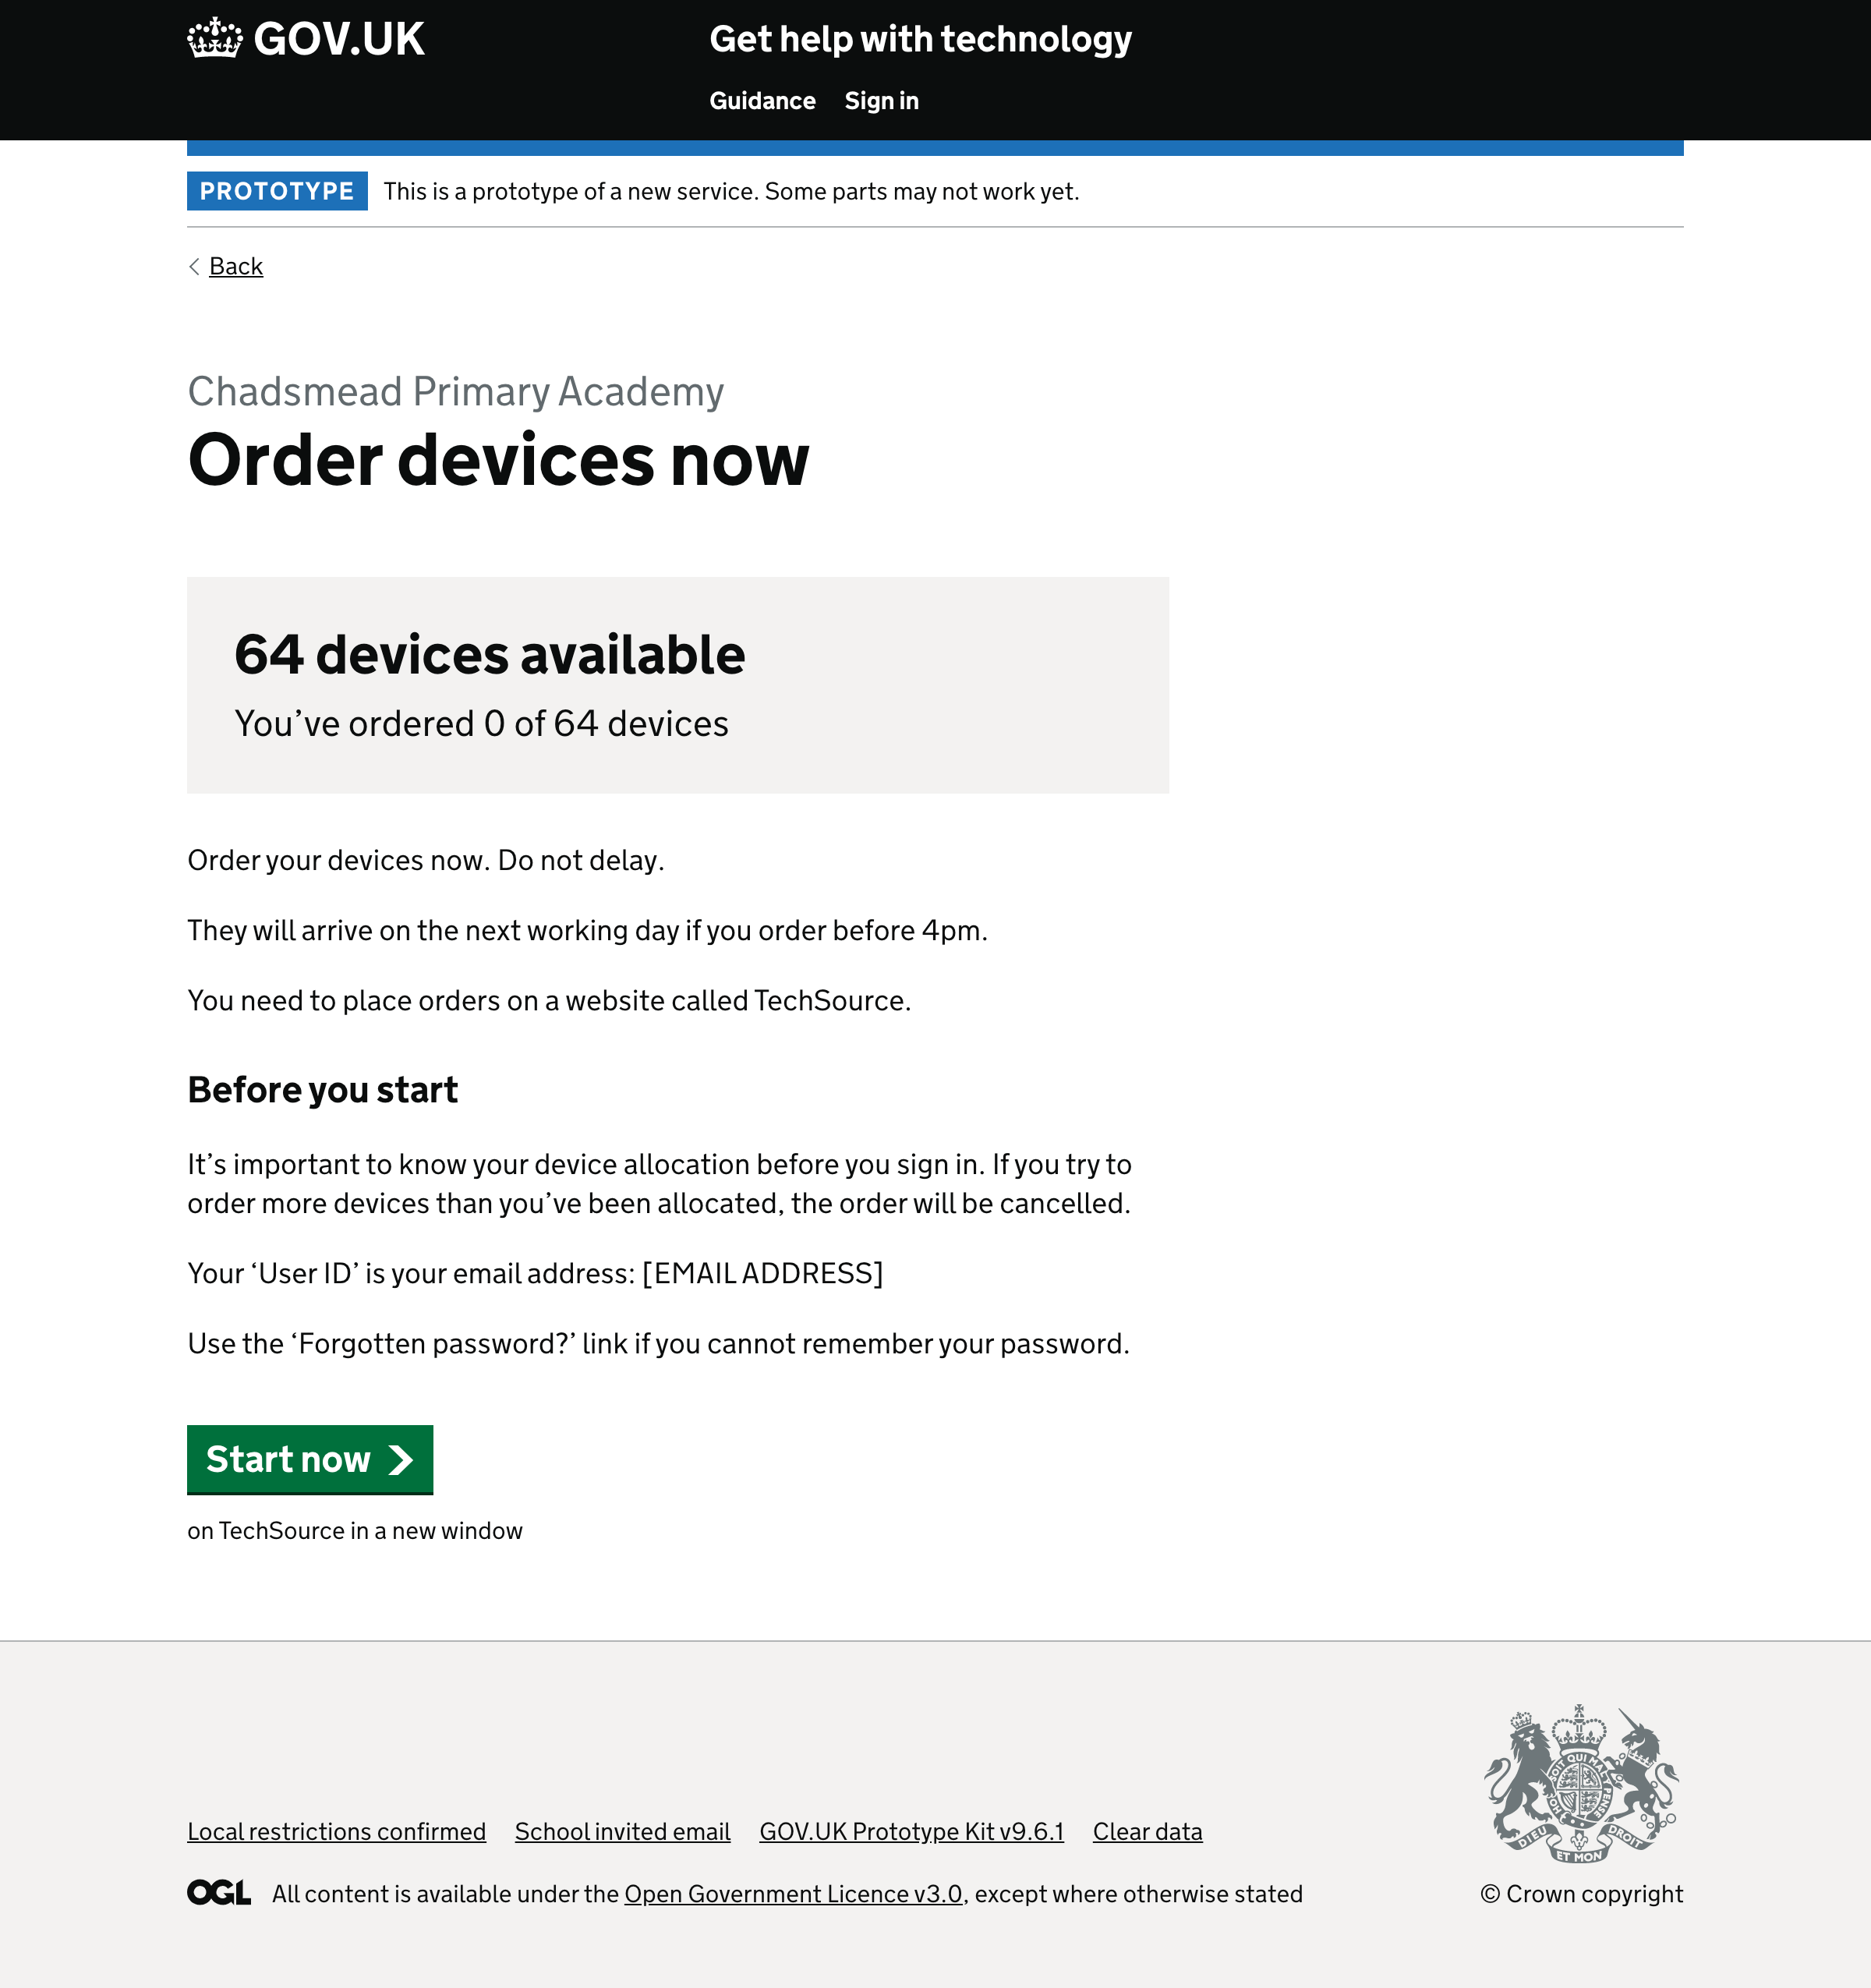 GOV.UK
Get help with technology
Guidance Sign in
PROTOTYPE This is a prototype of a new service. Some parts may not work yet.
Back
Chadsmead Primary Academy
Order devices now
64 devices available
You’ve ordered 0 of 64 devices
Order your devices now. Do not delay.
They will arrive on the next working day if you order before 4pm.
You need to place orders on a website called TechSource.
Before you start
It’s important to know your device allocation before you sign in. If you try to
order more devices than you’ve been allocated, the order will be cancelled.
Your ‘User ID’ is your email address: [EMAIL ADDRESS]
Use the ‘Forgotten password?’ link if you cannot remember your password.
Start now
on TechSource in a new window
Local restrictions confirmed School invited email GOV.UK Prototype Kit v9.6.1 Clear data
OGL All content is available under the Open Government Licence v3.0, except where otherwise stated
DIEU ET MON DROIT
© Crown copyright